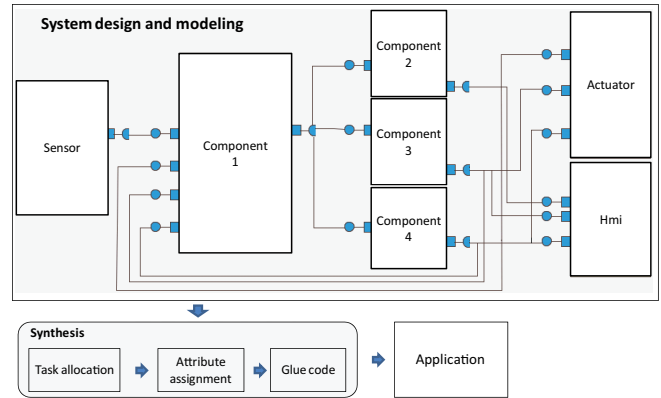 System design and modeling
Sensor
Component
1
Component
2
Component
3
Component
4
Actuator
Hmi
Synthesis
Task allocation
Attribute
assignment
Glue code
Application